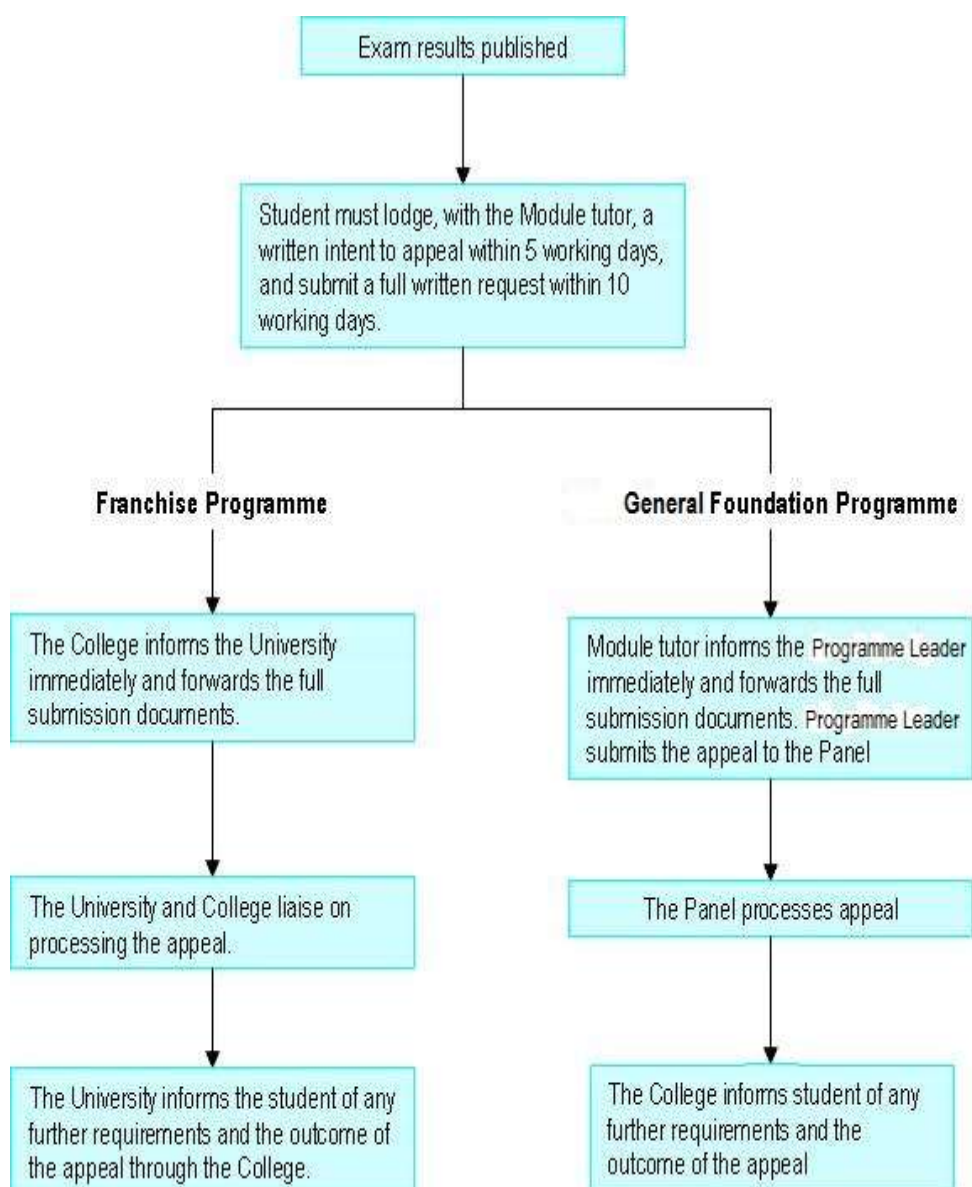 Exam results published
Student must lodge, with the Module tutor, a
written intent to appeal within 5 working days,
and submit a full written request within 10
working days.
Franchise Programme
General Foundation Programme
The College informs the University
immediately and forwards the full
submission documents.
Module tutor informs the Programme Leader
immediately and forwards the full
submission documents. Programme Leader
submits the appeal to the Panel
The University and College liaise on
processing the appeal.
The Panel processes appeal
The University informs the student of any
further requirements and the outcome of
the appeal through the College.
The College informs student of any
further requirements and the
outcome of the appeal